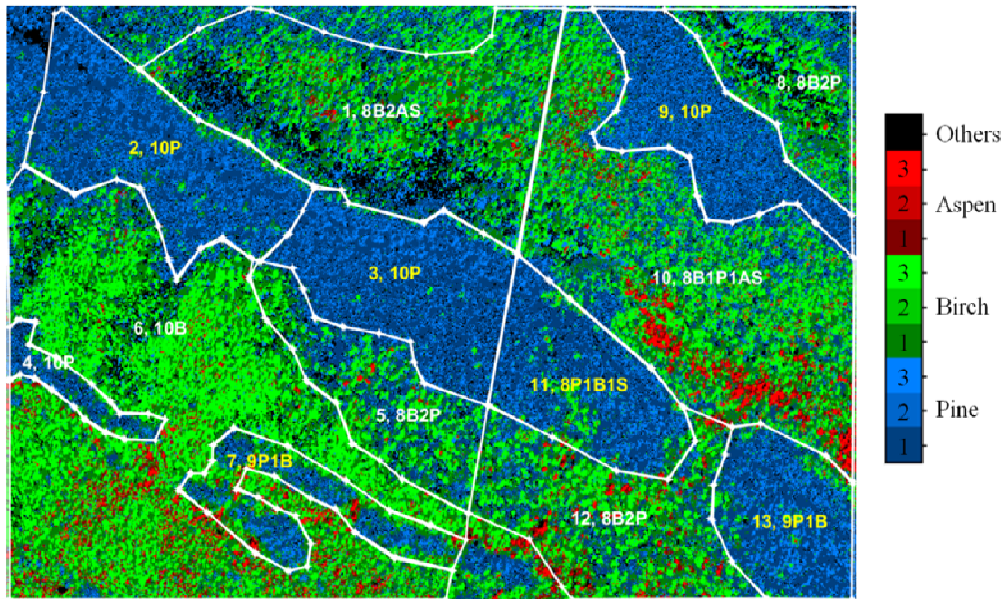 8, 8B2P
1, 8B2AS
9, 10P
2, 10P
3, 10P
10, 8B1P1AS
6, 10B
4, 10P
11, 8P1B1S
5, 8B2P
7, 9P1B
12, 8B2P
13, 9P1B
Others
3
2 Aspen
1
3
2 Birch
1
3
2 Pine
1